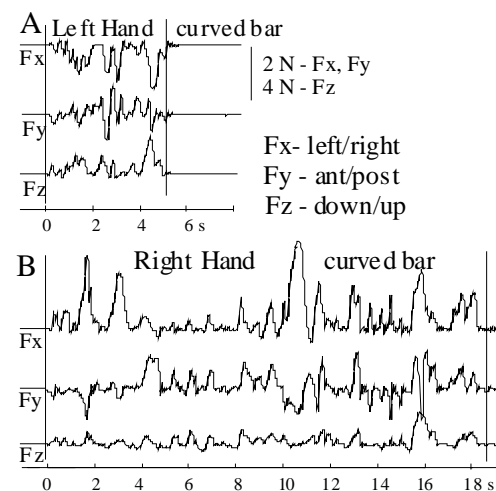 A Left Hand curved bar
Fx
2 N - Fx, Fy
4 N - Fz
Fy
Fx- left/right
Fy - ant/post
Fz - down/up
Fz
0 2 4 6 s
B Right Hand curved bar
Fx
Fy
Fz
0 2 4 6 8 10 12 14 16 18 s